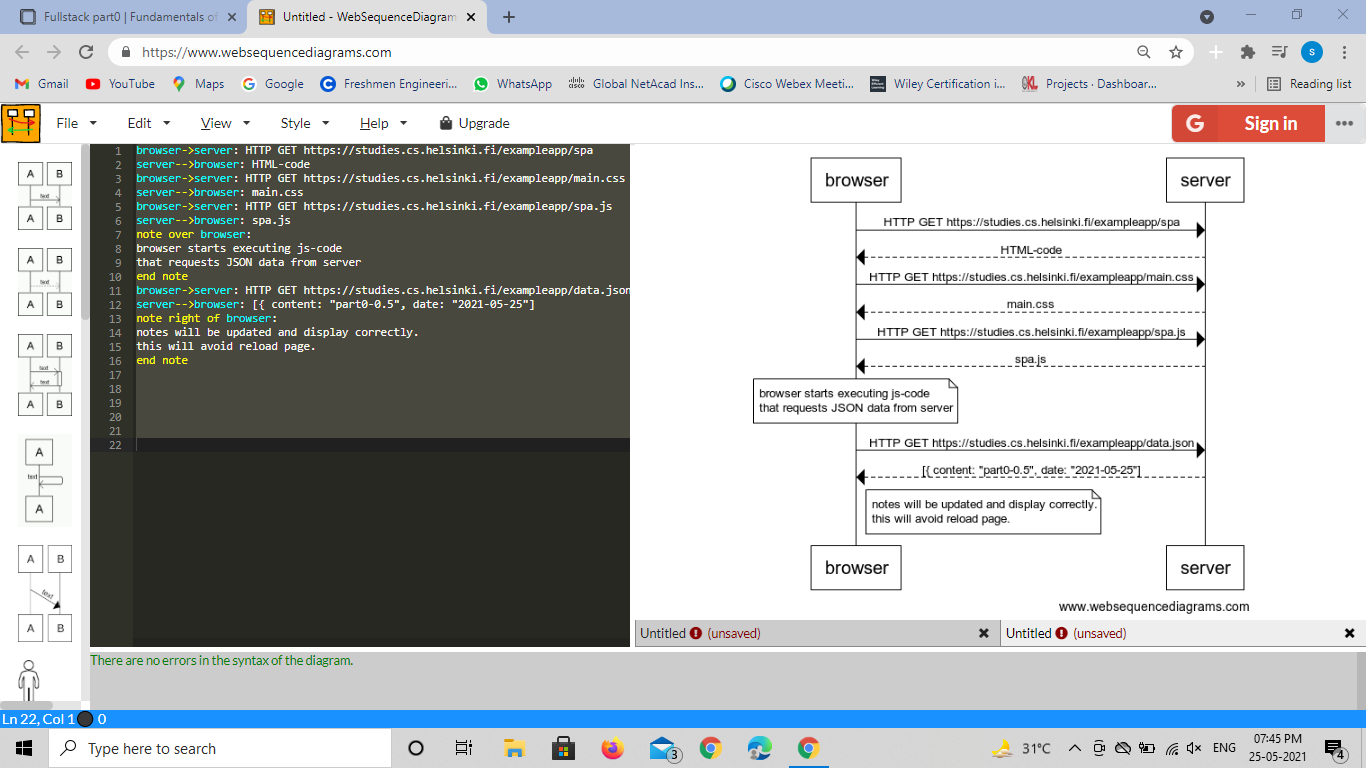 Fullstack part0 | Fundamentals of
Untitled - WebSequenceDiagram
https://www.websequencediagrams.com
S
Gmail YouTube Maps Google Freshmen Engineeri... WhatsApp Global NetAcad Ins... Cisco Webex Meeti... Wiley Certification i... Projects · Dashboar... » Reading list
File Edit View Style Help Upgrade
G Sign in
A B
text
A B
A B
text
A B
A B
text
text
A B
A
text
A
A B
text
A B
1 browser->server: HTTP GET https://studies.cs.helsinki.fi/exampleapp/spa
2 server-->browser: HTML-code
3 browser->server: HTTP GET https://studies.cs.helsinki.fi/exampleapp/main.css
4 server-->browser: main.css
5 browser->server: HTTP GET https://studies.cs.helsinki.fi/exampleapp/spa.js
6 server-->browser: spa.js
7 note over browser:
8 browser starts executing js-code
9 that requests JSON data from server
10 end note
11 browser->server: HTTP GET https://studies.cs.helsinki.fi/exampleapp/data.json
12 server-->browser: [{ content: "part0-0.5", date: "2021-05-25"]
13 note right of browser:
14 notes will be updated and display correctly.
15 this will avoid reload page.
16 end note
17
18
19
20
21
22
browser server
HTTP GET https://studies.cs.helsinki.fi/exampleapp/spa
HTML-code
HTTP GET https://studies.cs.helsinki.fi/exampleapp/main.css
main.css
HTTP GET https://studies.cs.helsinki.fi/exampleapp/spa.js
spa.js
browser starts executing js-code
that requests JSON data from server
HTTP GET https://studies.cs.helsinki.fi/exampleapp/data.json
[{ content: "part0-0.5", date: "2021-05-25"]
notes will be updated and display correctly.
this will avoid reload page.
browser server
www.websequencediagrams.com
Untitled (unsaved)
Untitled (unsaved)
There are no errors in the syntax of the diagram.
Ln 22, Col 1 0
Type here to search
3
31°C
ENG
07:45 PM
25-05-2021
4